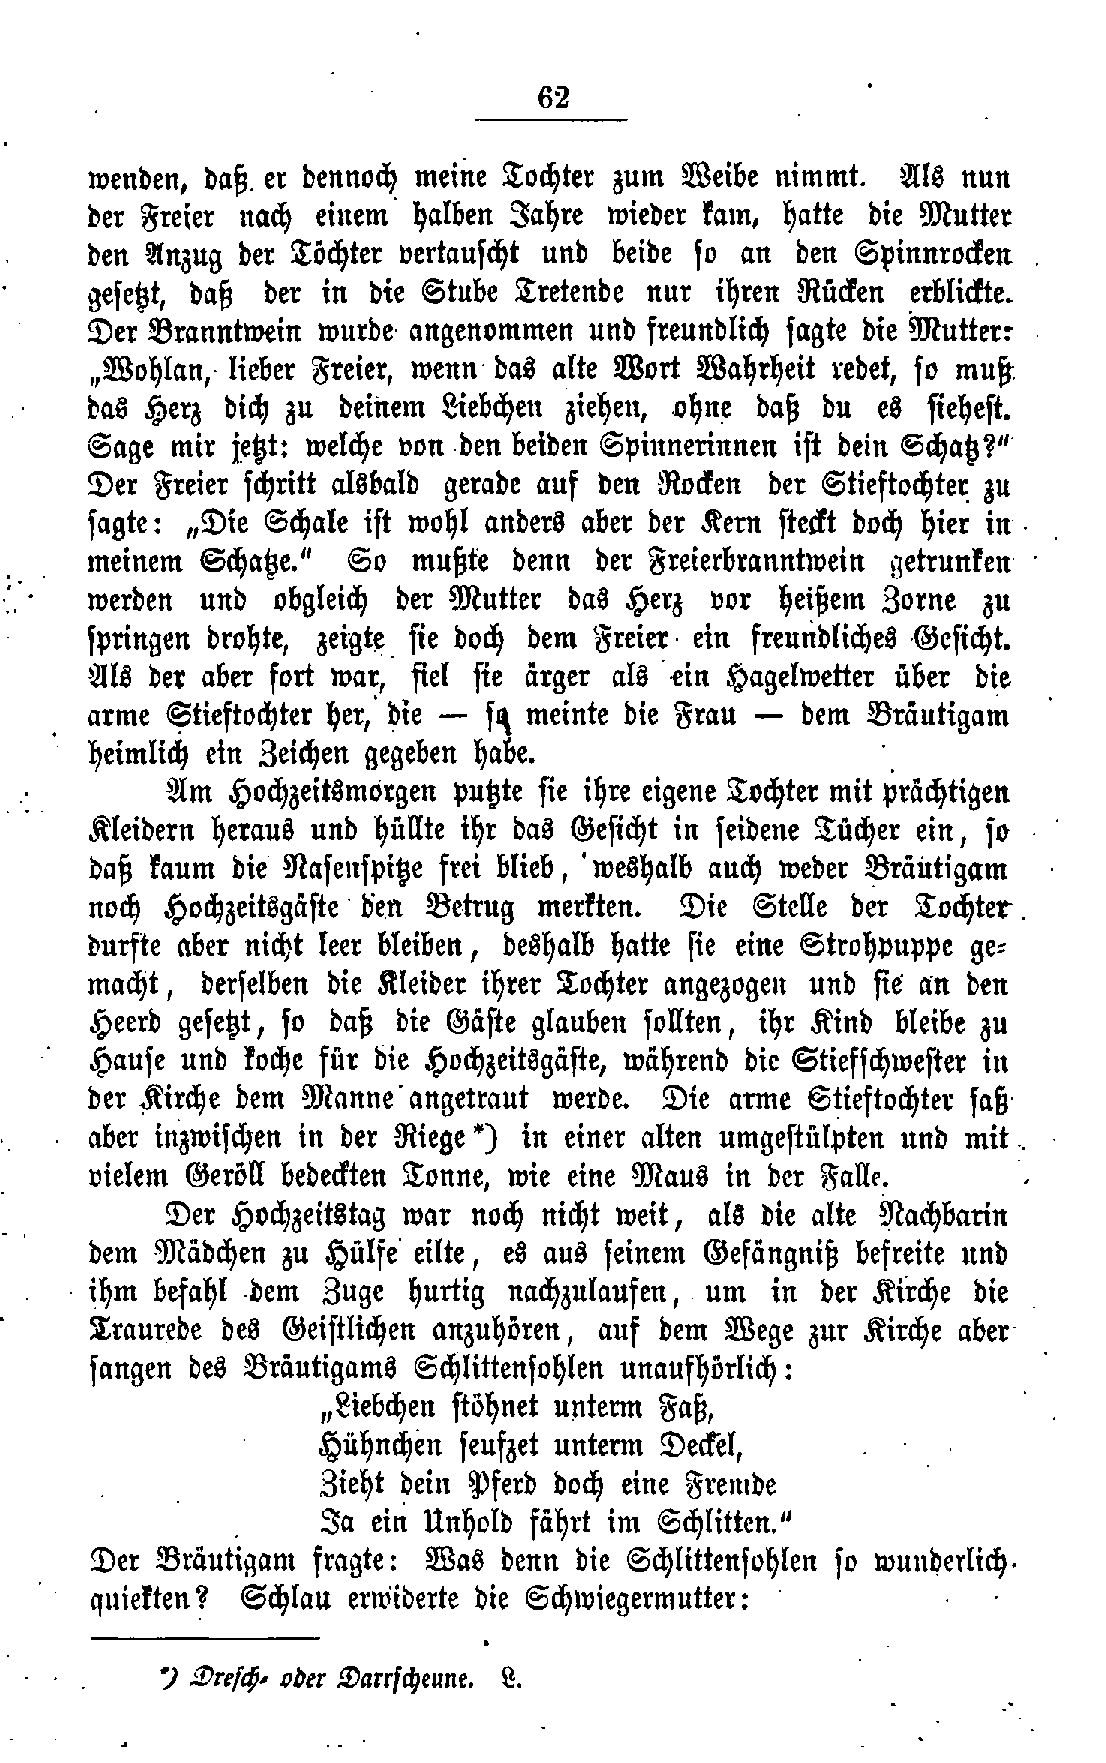 62
wenden, daß er dennoch meine Tochter zum Weibe nimmt. Als nun
der Freier nach einem halben Jahre wieder kam, hatte die Mutter
den Anzug der Töchter vertauscht und beide so an den Spinnrocken
gesetzt, daß der in die Stube Tretende nur ihren Rücken erblickte.
Der Branntwein wurde angenommen und freundlich sagte die Mutter:
„Wohlan, lieber Freier, wenn das alte Wort Wahrheit redet, so muß
das Herz dich zu deinem Liebchen ziehen, ohne daß du es siehest.
Sage mir jetzt: welche von den beiden Spinnerinnen ist dein Schatz?"
Der Freier schritt alsbald gerade auf den Rocken der Stieftochter zu
sagte: „Die Schale ist wohl anders aber der Kern steckt doch hier in
meinem Schatze." So mußte denn der Freierbranntwein getrunken
werden und obgleich der Mutter das Herz vor heißem Zorne zu
springen drohte, zeigte sie doch dem Freier ein freundliches Gesicht.
Als der aber fort war, fiel sie ärger als ein Hagelwetter über die
arme Stieftochter her, die — so meinte die Frau — dem Bräutigam
heimlich ein Zeichen gegeben habe.
Am Hochzeitsmorgen putzte sie ihre eigene Tochter mit prächtigen
Kleidern heraus und hüllte ihr das Gesicht in seidene Tücher ein, so
daß kaum die Nasenspitze frei blieb, weshalb auch weder Bräutigam
noch Hochzeitsgäste den Betrug merkten. Die Stelle der Tochter
durfte aber nicht leer bleiben, deshalb hatte sie eine Strohpuppe ge-
macht, derselben die Kleider ihrer Tochter angezogen und sie an den
Heerd gesetzt, so daß die Gäste glauben sollten, ihr Kind bleibe zu
Hause und koche für die Hochzeitsgäste, während die Stiefschwester in
der Kirche dem Manne angetraut werde. Die arme Stieftochter saß
aber inzwischen in der Riege*) in einer alten umgestülpten und mit
vielem Geröll bedeckten Tonne, wie eine Maus in der Falle.
Der Hochzeitstag war noch nicht weit, als die alte Nachbarin
dem Mädchen zu Hülfe eilte, es aus seinem Gefängniß befreite und
ihm befahl dem Zuge hurtig nachzulaufen, um in der Kirche die
Traurede des Geistlichen anzuhören, auf dem Wege zur Kirche aber
sangen des Bräutigams Schlittensohlen unaufhörlich:
„Liebchen stöhnet unterm Faß,
Hühnchen seufzet unterm Deckel,
Zieht dein Pferd doch eine Fremde
Ja ein Unhold fährt im Schlitten."
Der Bräutigam fragte: Was denn die Schlittensohlen so wunderlich
quiekten? Schlau erwiderte die Schwiegermutter:
*) Dresch- oder Darrscheune. L.